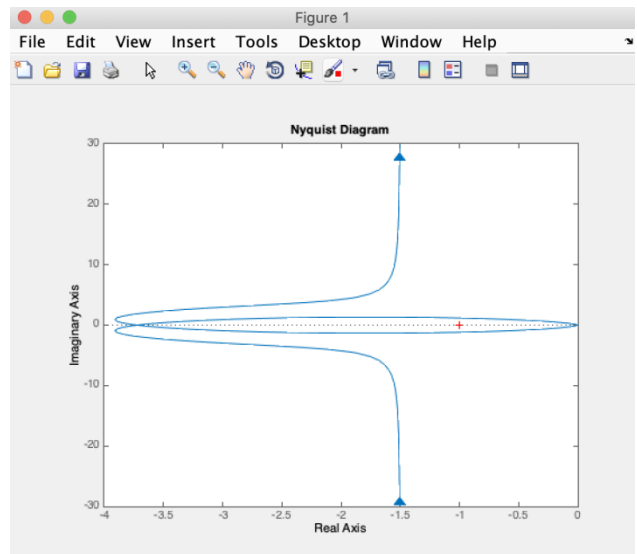 Figure 1
File Edit View Insert Tools Desktop Window Help
Nyquist Diagram
30
20
10
0
-10
-20
-30
Imaginary Axis
-4 -3.5 -3 -2.5 -2 -1.5 -1 -0.5 0
Real Axis